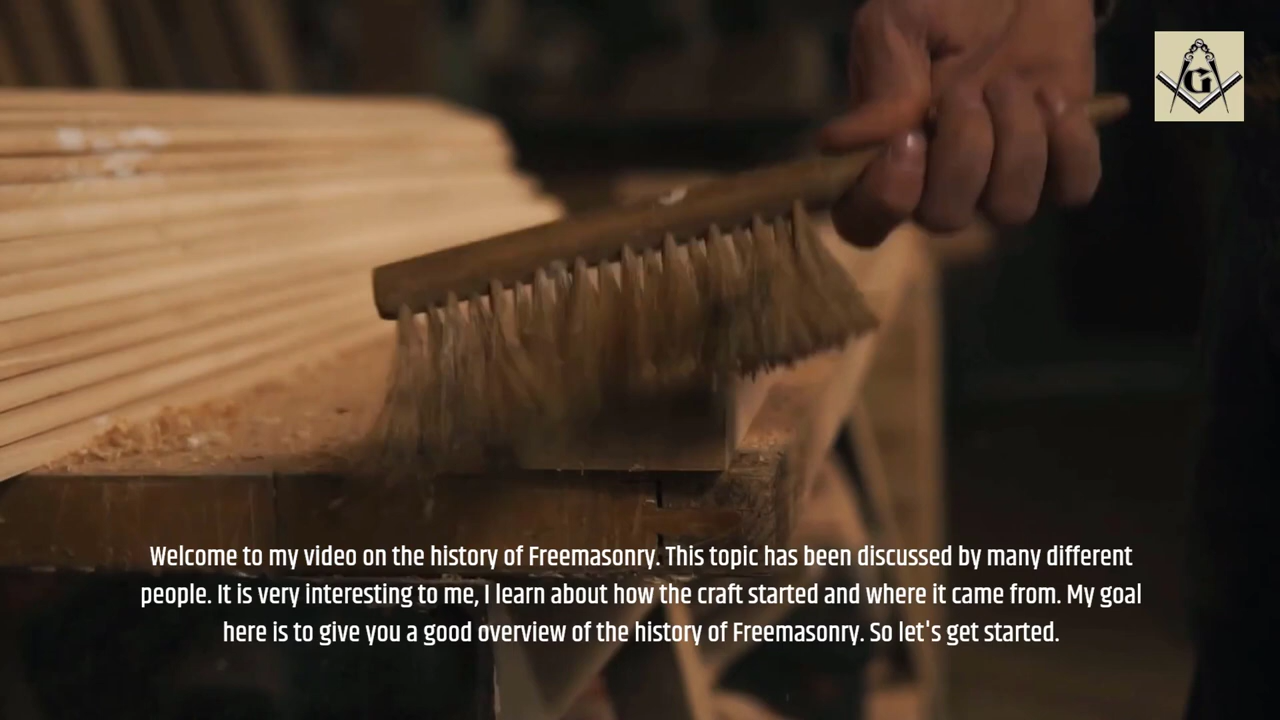 G
Welcome to my video on the history of Freemasonry. This topic has been discussed by many different
people. It is very interesting to me, I learn about how the craft started and where it came from. My goal
here is to give you a good overview of the history of Freemasonry. So let's get started.